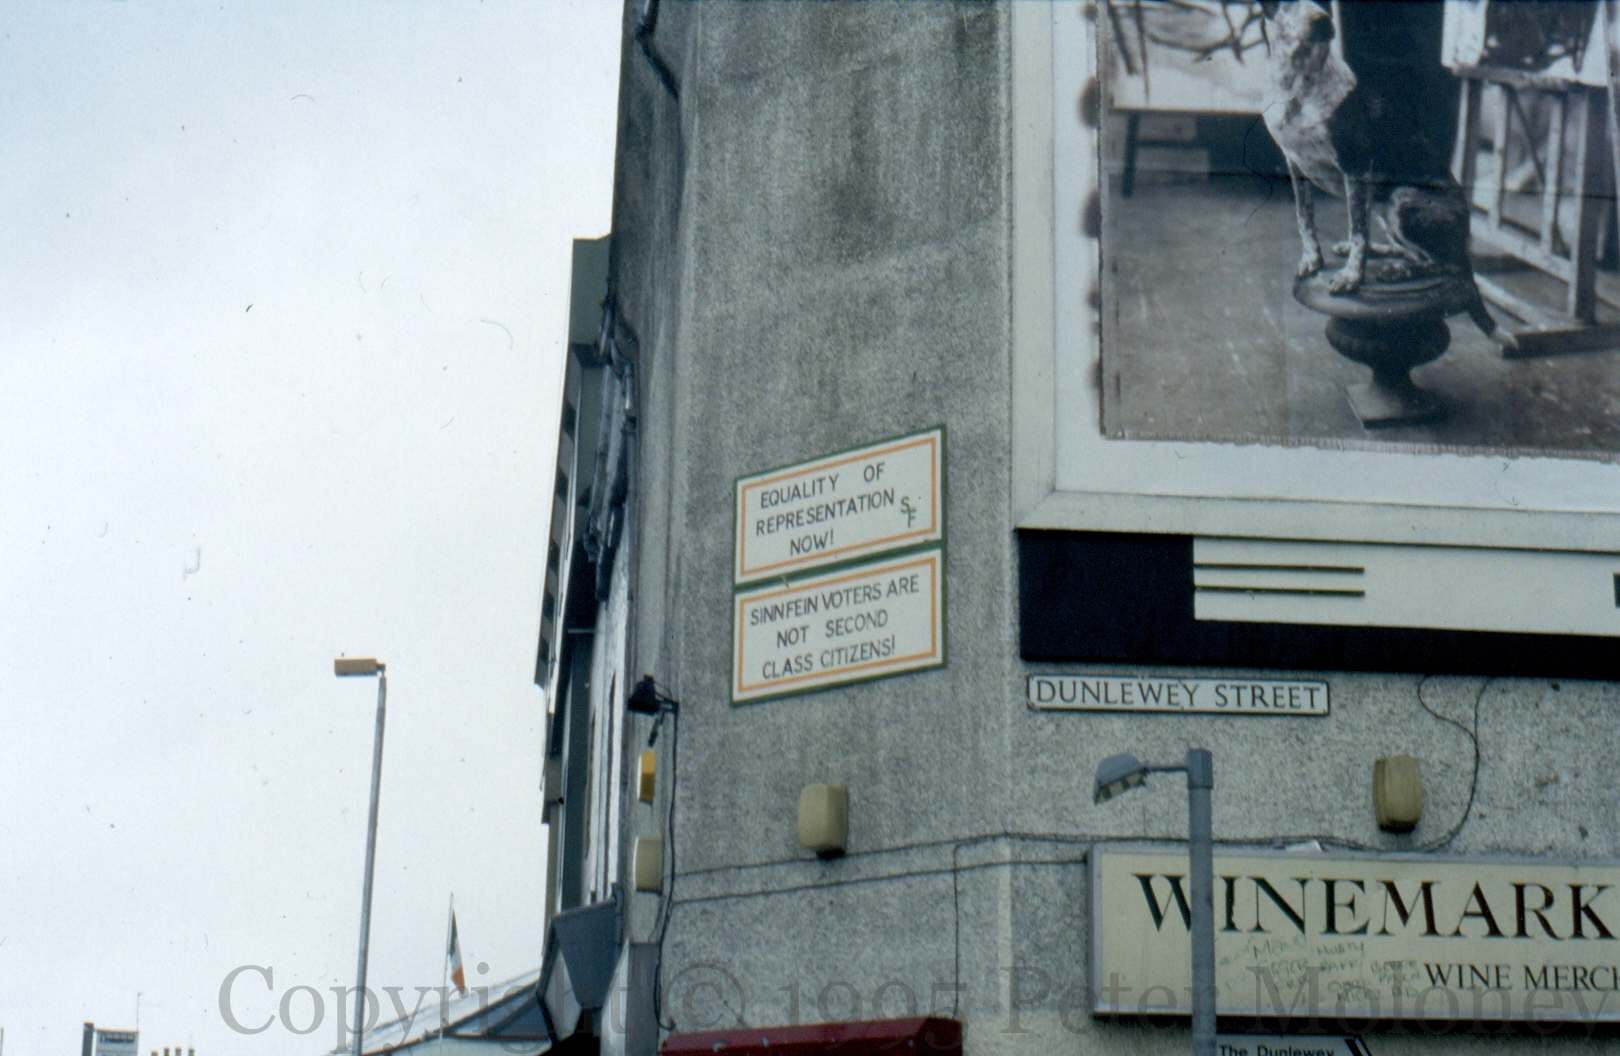 EQUALITY OF
REPRESENTATION
NOW!
SF
SINNFEIN VOTERS ARE
NOT SECOND
CLASS CITIZENS!
DUNLEWEY STREET
WINEMARK
WINE MERC
The Dunlewey
Copyright © 1995 Peter Moloney